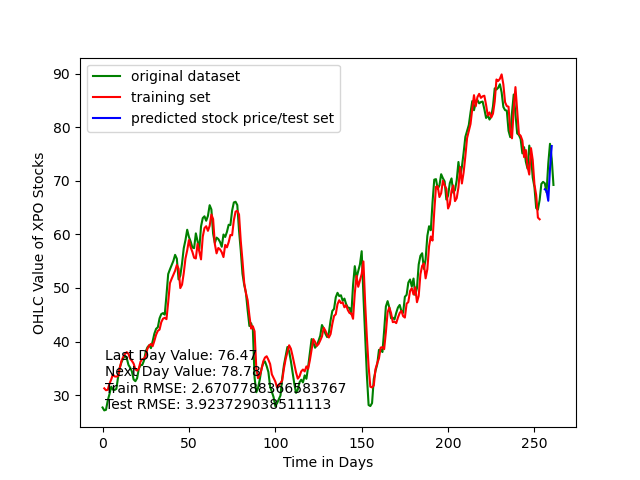 original dataset
training set
predicted stock price/test set
90
80
70
60
50
40
30
OHLC Value of XPO Stocks
Last Day Value: 76.47
Next Day Value: 78.78
Train RMSE: 2.6707788366583767
Test RMSE: 3.923729038511113
0
50
100
150
200
250
Time in Days